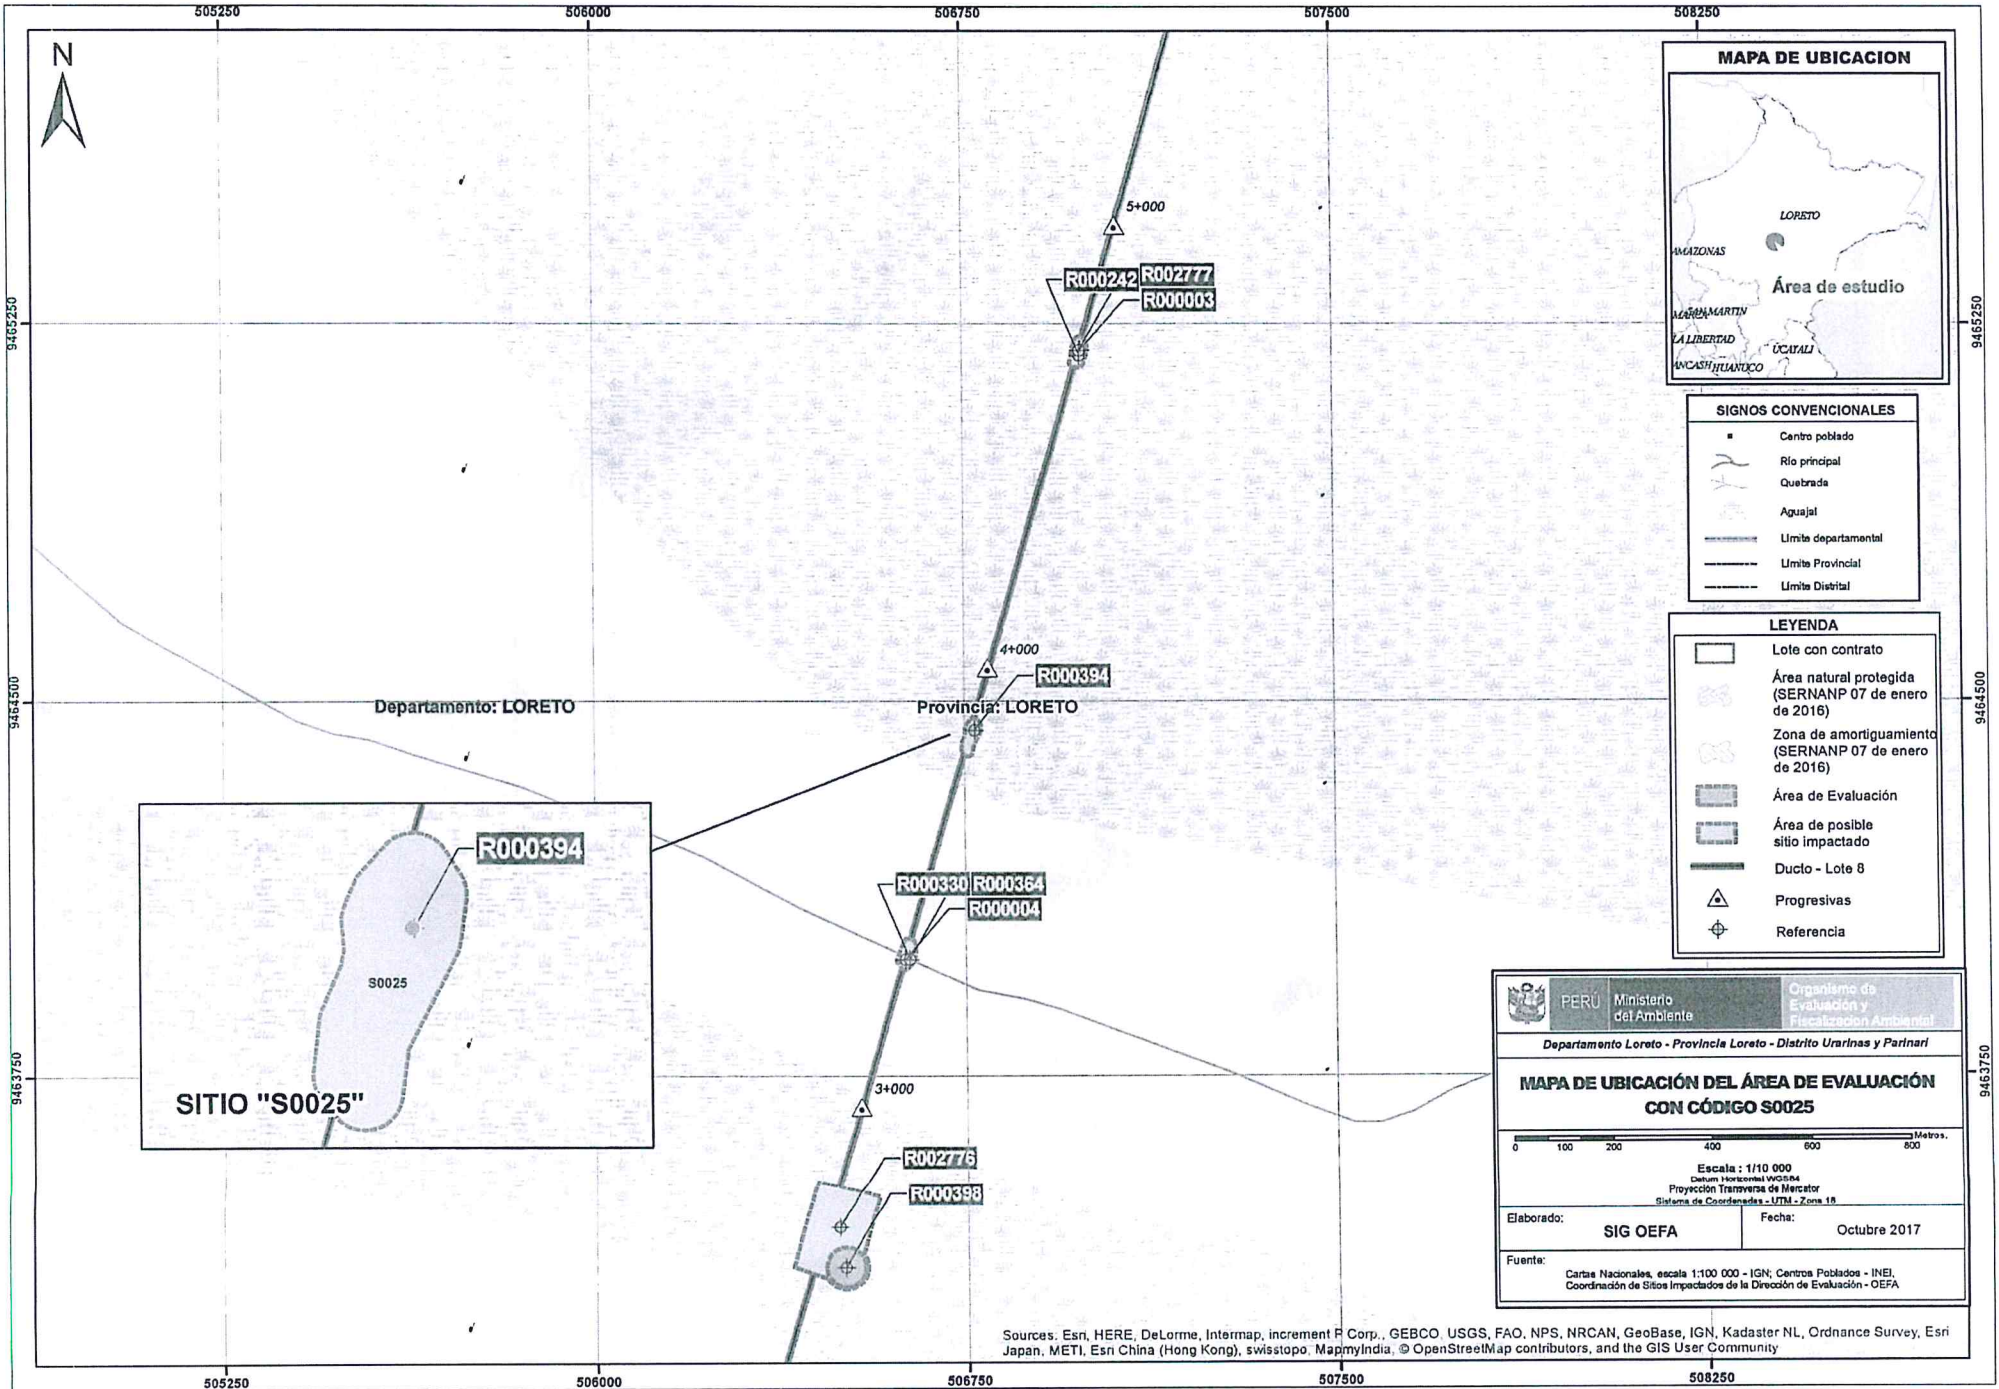 505250
506000
506750
507500
508250
N
9465250
9464500
9463750
9465250
9464500
9463750
5+000
R000242
R002777
R000003
4+000
R000394
Departamento: LORETO
Provincia: LORETO
R000394
S0025
SITIO "S0025"
R000330
R000364
R000004
3+000
R002776
R000398
MAPA DE UBICACION
LORETO
AMAZONAS
Área de estudio
SAN MARTIN
LA LIBERTAD
UCAYALI
ANCASH
HUANUCO
SIGNOS CONVENCIONALES
Centro poblado
Río principal
Quebrada
Aguajal
Límite departamental
Límite Provincial
Límite Distrital
LEYENDA
Lote con contrato
Área natural protegida
(SERNANP 07 de enero
de 2016)
Zona de amortiguamiento
(SERNANP 07 de enero
de 2016)
Área de Evaluación
Área de posible
sitio impactado
Ducto - Lote 8
Progresivas
Referencia
PERÚ
Ministerio
del Ambiente
Organismo de
Evaluación y
Fiscalización Ambiental
Departamento Loreto - Provincia Loreto - Distrito Urarinas y Parinari
MAPA DE UBICACIÓN DEL ÁREA DE EVALUACIÓN
CON CÓDIGO S0025
0 100 200 400 600 800 Metros.
Escala : 1/10 000
Datum Horizontal WGS84
Proyección Transversa de Mercator
Sistema de Coordenadas - UTM - Zona 18
Elaborado:
SIG OEFA
Fecha:
Octubre 2017
Fuente:
Cartas Nacionales, escala 1:100 000 - IGN; Centros Poblados - INEI,
Coordinación de Sitios Impactados de la Dirección de Evaluación - OEFA
Sources: Esri, HERE, DeLorme, Intermap, increment P Corp., GEBCO, USGS, FAO, NPS, NRCAN, GeoBase, IGN, Kadaster NL, Ordnance Survey, Esri
Japan, METI, Esri China (Hong Kong), swisstopo, MapmyIndia, © OpenStreetMap contributors, and the GIS User Community
505250
506000
506750
507500
508250